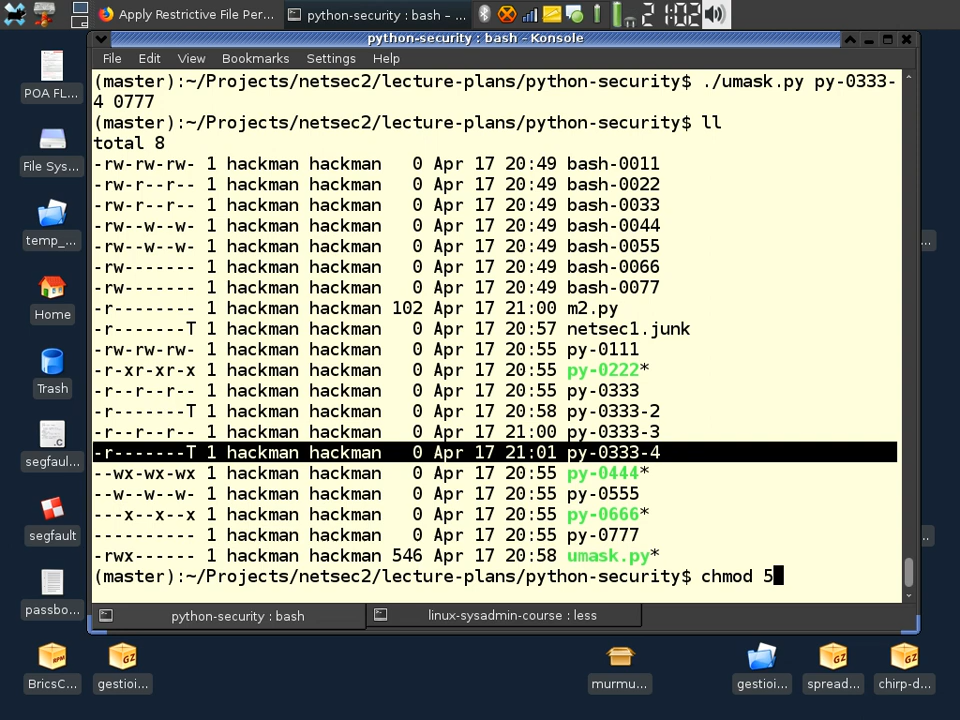 Apply Restrictive File Per...
python-security : bash – ...
2 1:02
python-security : bash - Konsole
File Edit View Bookmarks Settings Help
(master):~/Projects/netsec2/lecture-plans/python-security$ ./umask.py py-0333-
4 0777
(master):~/Projects/netsec2/lecture-plans/python-security$ ll
total 8
-rw-rw-rw- 1 hackman hackman 0 Apr 17 20:49 bash-0011
-rw-r--r-- 1 hackman hackman 0 Apr 17 20:49 bash-0022
-rw-r--r-- 1 hackman hackman 0 Apr 17 20:49 bash-0033
-rw--w--w- 1 hackman hackman 0 Apr 17 20:49 bash-0044
-rw--w--w- 1 hackman hackman 0 Apr 17 20:49 bash-0055
-rw------- 1 hackman hackman 0 Apr 17 20:49 bash-0066
-rw------- 1 hackman hackman 0 Apr 17 20:49 bash-0077
-r-------- 1 hackman hackman 102 Apr 17 21:00 m2.py
-r-------T 1 hackman hackman 0 Apr 17 20:57 netsec1.junk
-rw-rw-rw- 1 hackman hackman 0 Apr 17 20:55 py-0111
-r-xr-xr-x 1 hackman hackman 0 Apr 17 20:55 py-0222*
-r--r--r-- 1 hackman hackman 0 Apr 17 20:55 py-0333
-r-------T 1 hackman hackman 0 Apr 17 20:58 py-0333-2
-r--r--r-- 1 hackman hackman 0 Apr 17 21:00 py-0333-3
-r-------T 1 hackman hackman 0 Apr 17 21:01 py-0333-4
--wx-wx-wx 1 hackman hackman 0 Apr 17 20:55 py-0444*
--w--w--w- 1 hackman hackman 0 Apr 17 20:55 py-0555
---x--x--x 1 hackman hackman 0 Apr 17 20:55 py-0666*
---------- 1 hackman hackman 0 Apr 17 20:55 py-0777
-rwx------ 1 hackman hackman 546 Apr 17 20:58 umask.py*
(master):~/Projects/netsec2/lecture-plans/python-security$ chmod 5
python-security : bash
linux-sysadmin-course : less
POA FL...
File Sys...
temp_...
Home
Trash
.c
segfaul...
segfault
passbo...
RPM
BricsC...
GZ
gestioi...
murmu...
gestioi...
GZ
spread...
GZ
chirp-d...